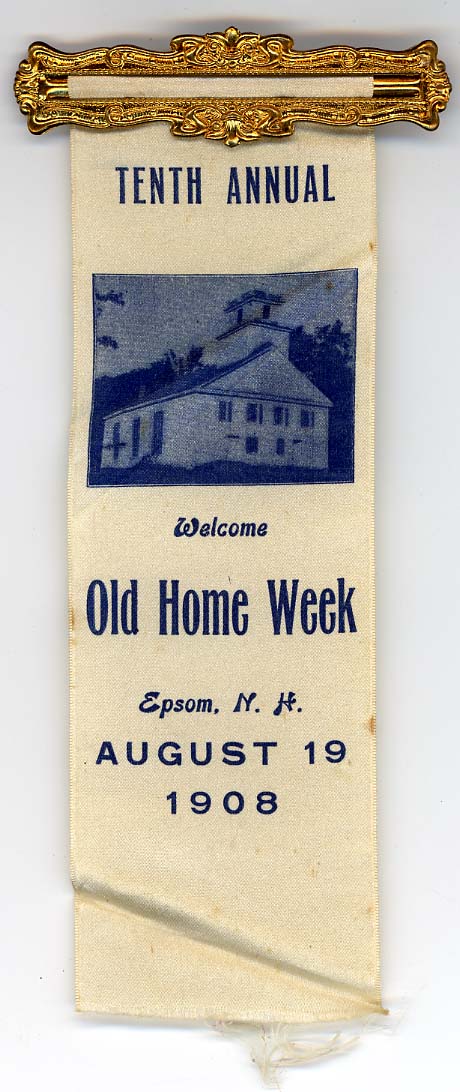 TENTH ANNUAL
Welcome
Old Home Week
Epsom, N. H.
AUGUST 19
1908